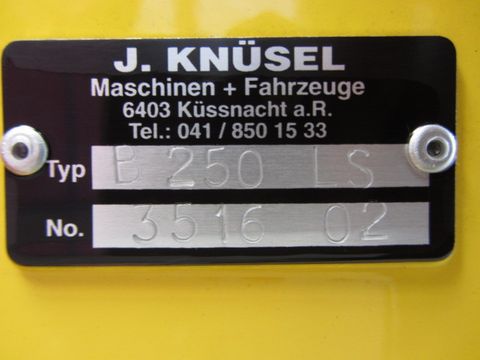 J. KNÜSEL
Maschinen + Fahrzeuge
6403 Küssnacht a.R.
Tel.: 041 / 850 15 33
Typ B 250 LS
No. 3516 02